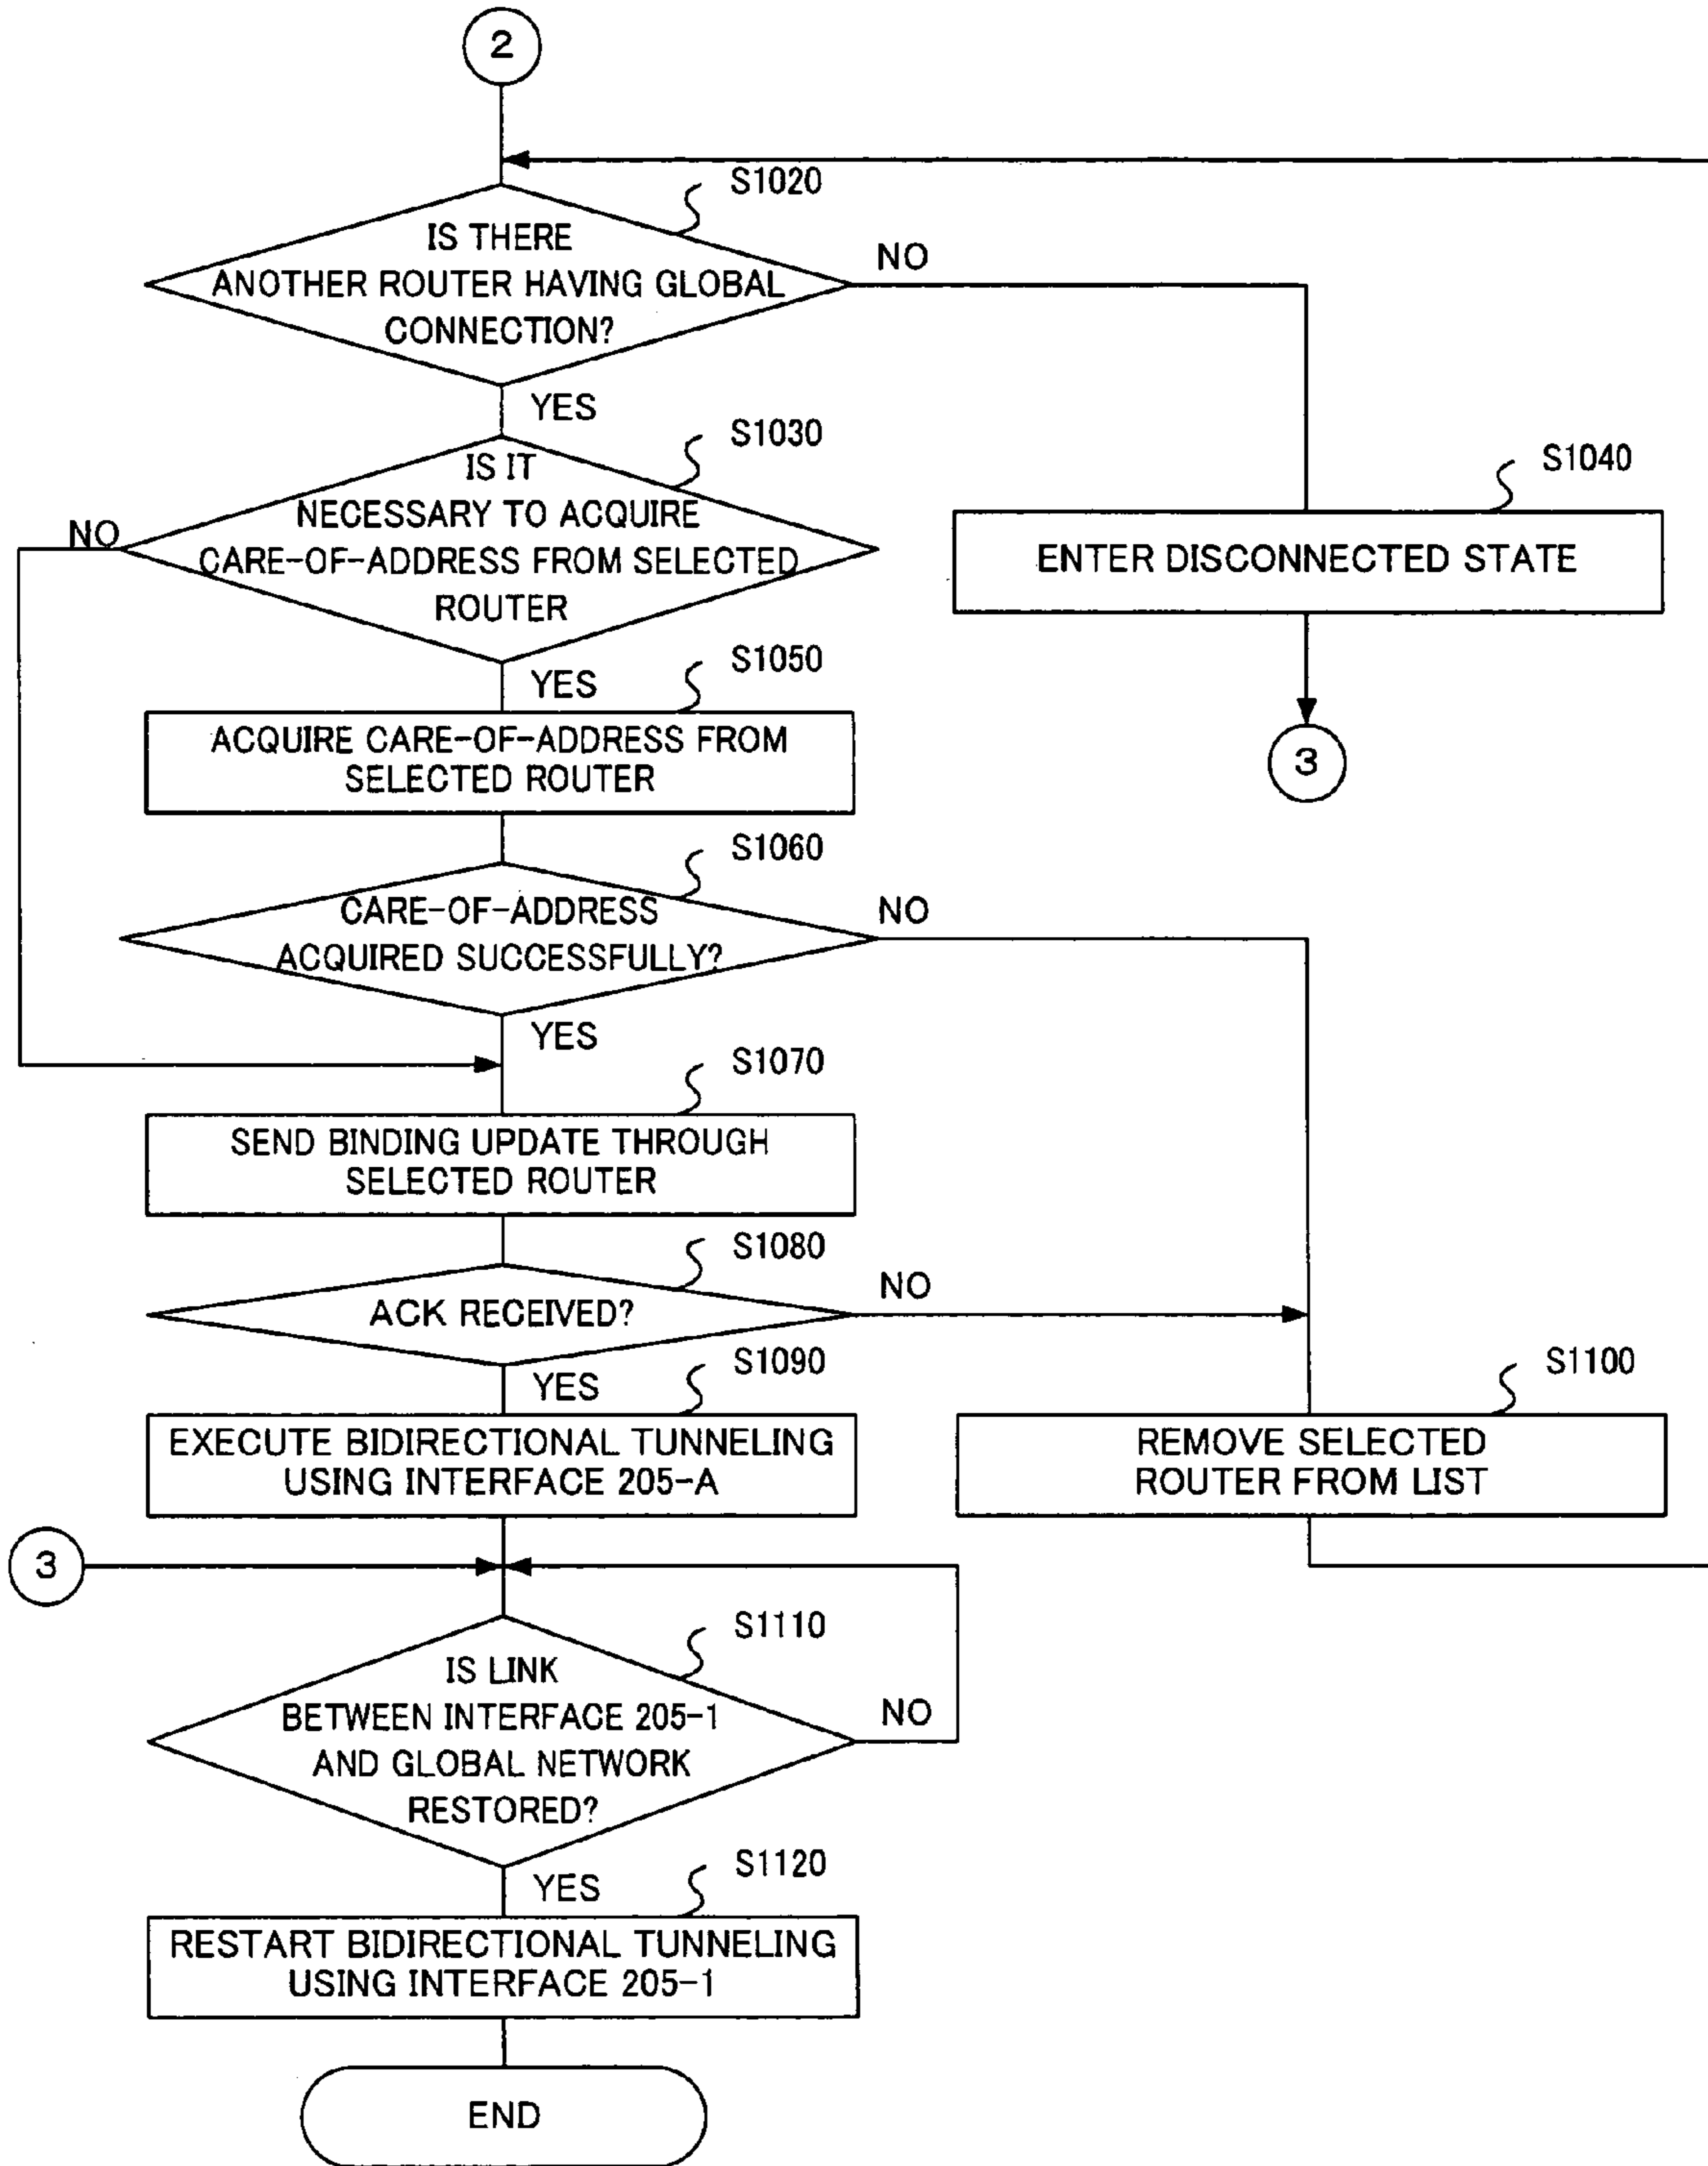 2
S1020
IS THERE
ANOTHER ROUTER HAVING GLOBAL
CONNECTION?
NO
YES
S1030
IS IT
NECESSARY TO ACQUIRE
CARE-OF-ADDRESS FROM SELECTED
ROUTER
NO
S1040
ENTER DISCONNECTED STATE
3
YES
S1050
ACQUIRE CARE-OF-ADDRESS FROM
SELECTED ROUTER
S1060
CARE-OF-ADDRESS
ACQUIRED SUCCESSFULLY?
NO
YES
S1070
SEND BINDING UPDATE THROUGH
SELECTED ROUTER
S1080
ACK RECEIVED?
NO
YES
S1090
EXECUTE BIDIRECTIONAL TUNNELING
USING INTERFACE 205-A
S1100
REMOVE SELECTED
ROUTER FROM LIST
3
S1110
IS LINK
BETWEEN INTERFACE 205-1
AND GLOBAL NETWORK
RESTORED?
NO
YES
S1120
RESTART BIDIRECTIONAL TUNNELING
USING INTERFACE 205-1
END